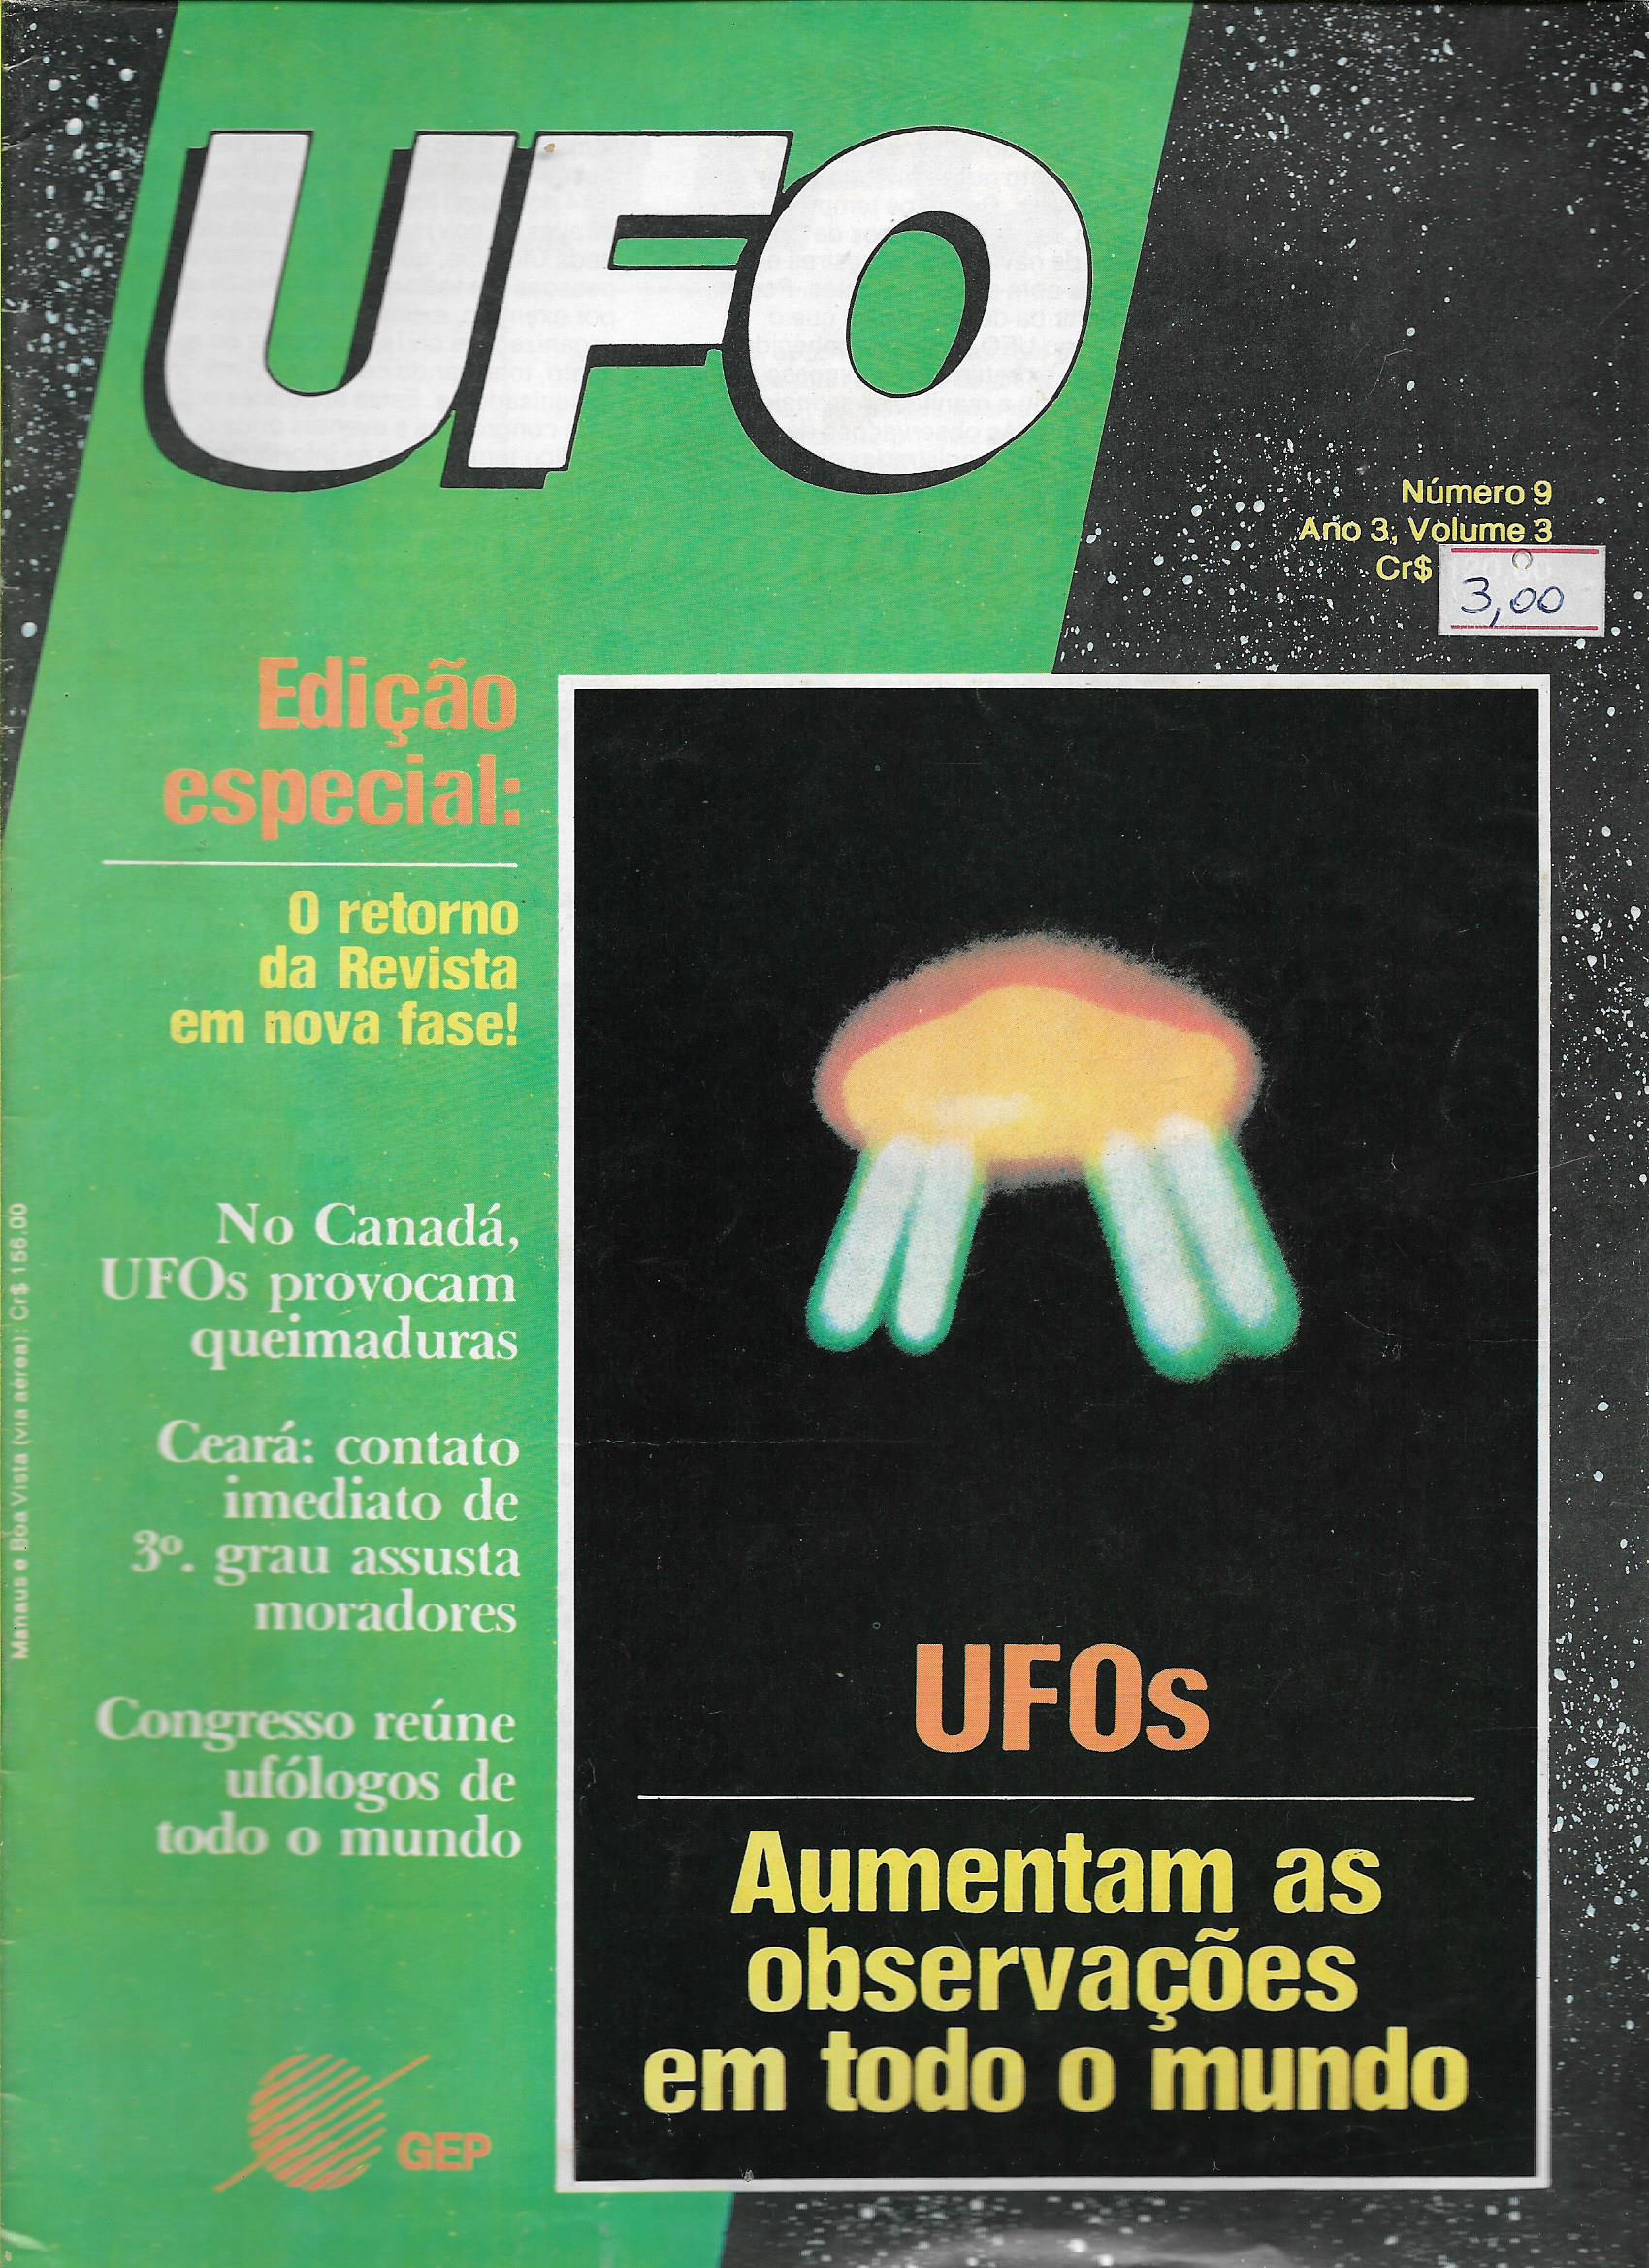 UFO
Número 9
Ano 3, Volume 3
Cr$
3,00
Edição
especial:
O retorno
da Revista
em nova fase!
No Canadá,
UFOs provocam
queimaduras
Ceará: contato
imediato de
3º. grau assusta
moradores
Congresso reúne
ufólogos de
todo o mundo
GEP
UFOs
Aumentam as
observações
em todo o mundo
Manaus e Boa Vista (via aérea): Cr$ 156,00